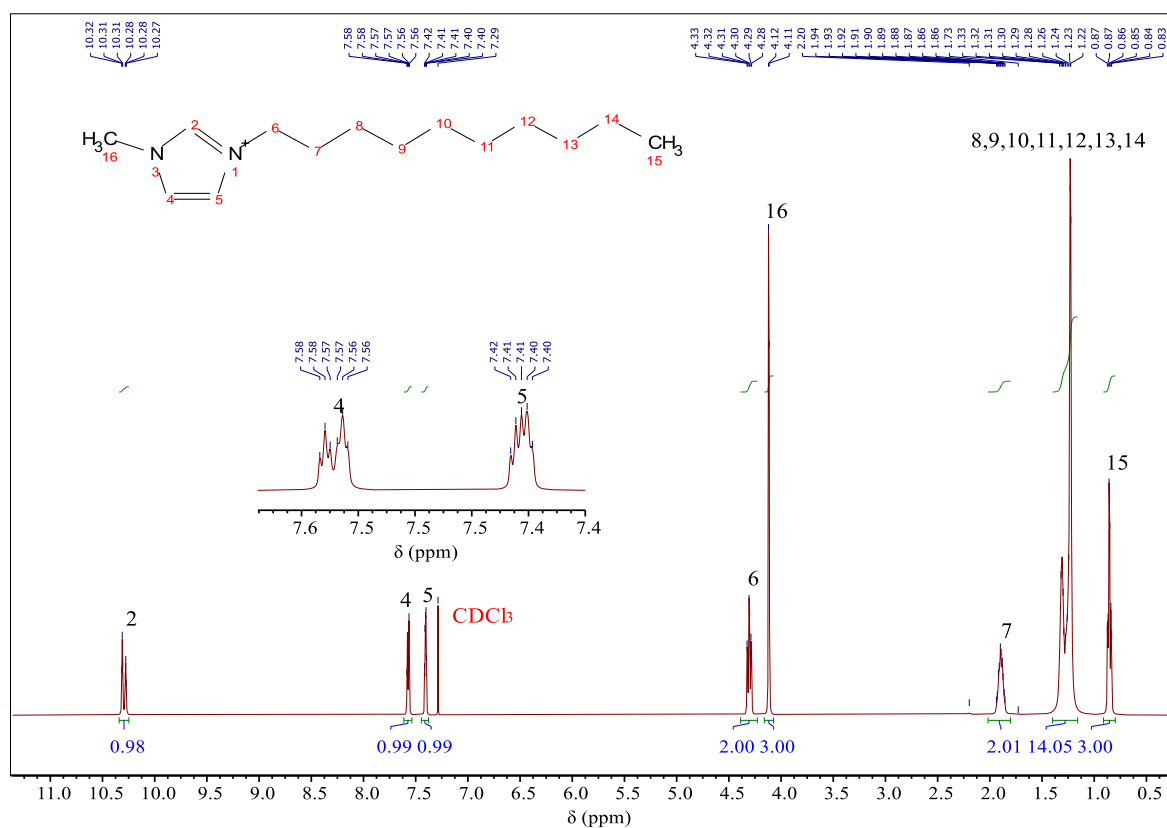 10.32 10.31 10.31 10.28 10.28 10.27 7.58 7.58 7.57 7.57 7.56 7.56 7.42 7.41 7.41 7.40 7.40 7.29 4.33 4.32 4.31 4.30 4.29 4.28 4.12 4.11 2.20 1.94 1.93 1.92 1.91 1.90 1.89 1.88 1.87 1.86 1.86 1.73 1.33 1.32 1.31 1.30 1.29 1.28 1.26 1.24 1.23 1.22 0.87 0.87 0.86 0.85 0.84 0.83
H3C 16 N 3 2 N+ 1 4 5 6 7 8 9 10 11 12 13 14 CH3 15
8,9,10,11,12,13,14
16
7.58 7.58 7.57 7.57 7.56 7.56 7.42 7.41 7.41 7.40 7.40
4 5
7.6 7.5 7.5 7.5 7.4 7.4
δ (ppm)
15
2 4 5 CDCl3 6 7
0.98 0.99 0.99 2.00 3.00 2.01 14.05 3.00
11.0 10.5 10.0 9.5 9.0 8.5 8.0 7.5 7.0 6.5 6.0 5.5 5.0 4.5 4.0 3.5 3.0 2.5 2.0 1.5 1.0 0.5
δ (ppm)